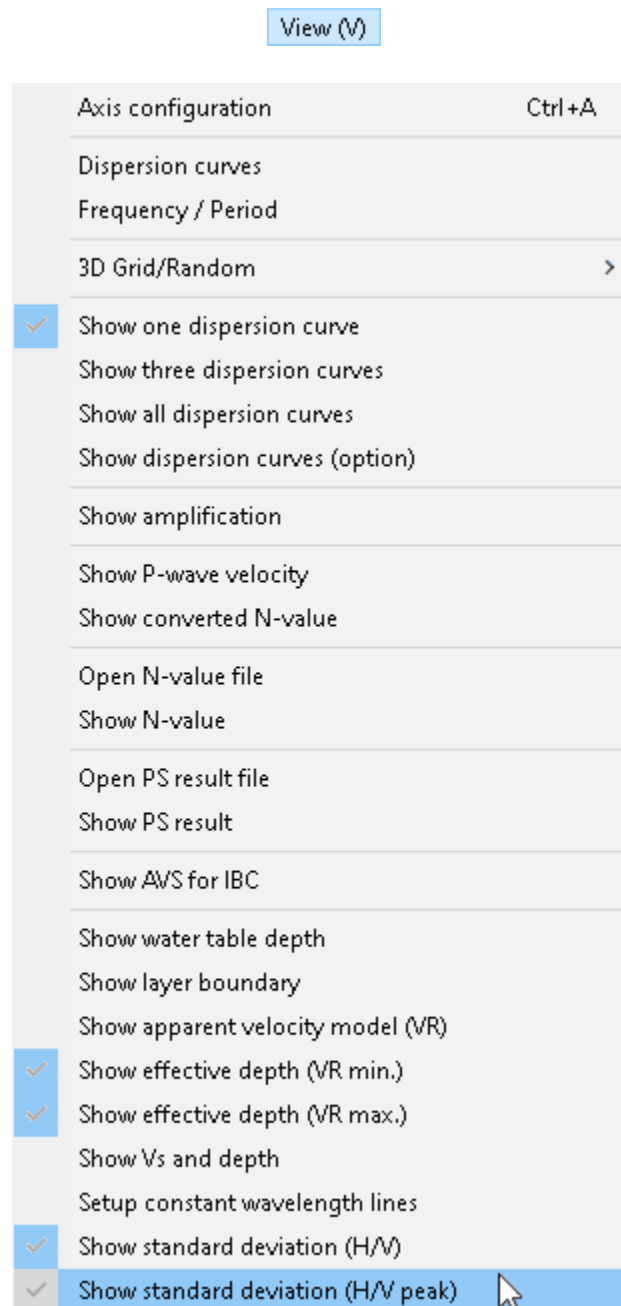 View (V)
Axis configuration Ctrl+A
Dispersion curves
Frequency / Period
3D Grid/Random
Show one dispersion curve
Show three dispersion curves
Show all dispersion curves
Show dispersion curves (option)
Show amplification
Show P-wave velocity
Show converted N-value
Open N-value file
Show N-value
Open PS result file
Show PS result
Show AVS for IBC
Show water table depth
Show layer boundary
Show apparent velocity model (VR)
Show effective depth (VR min.)
Show effective depth (VR max.)
Show Vs and depth
Setup constant wavelength lines
Show standard deviation (H/V)
Show standard deviation (H/V peak)